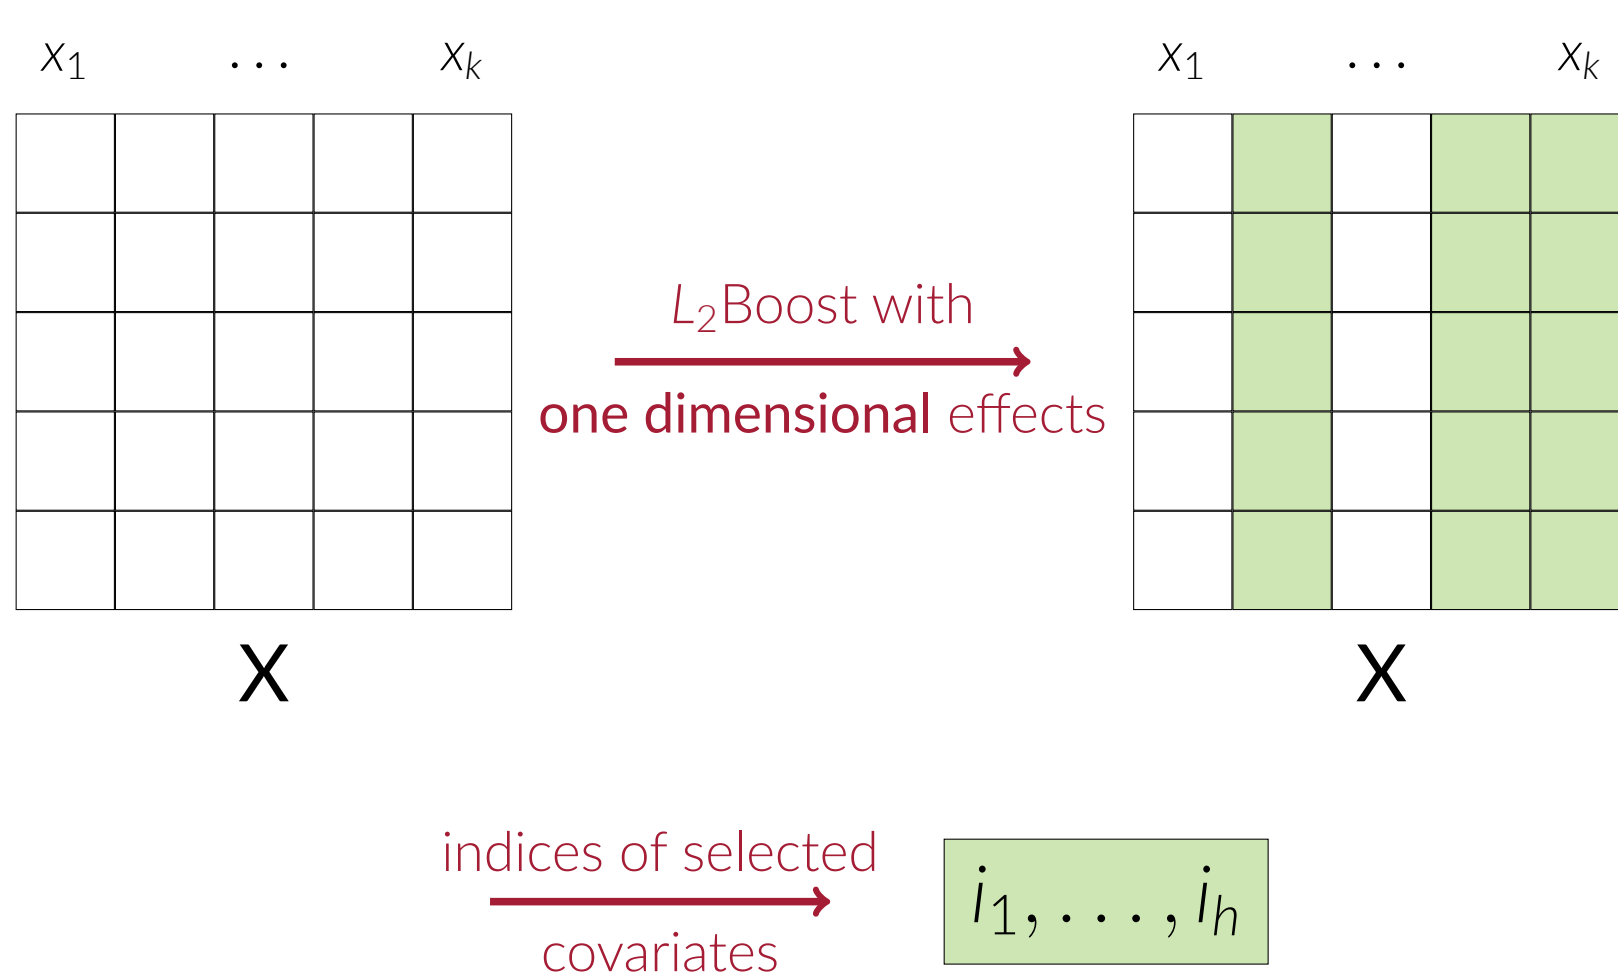 x₁ ... xₖ
x₁ ... xₖ
L₂Boost with
one dimensional effects
X
X
indices of selected
covariates
i₁, . . . , iₕ